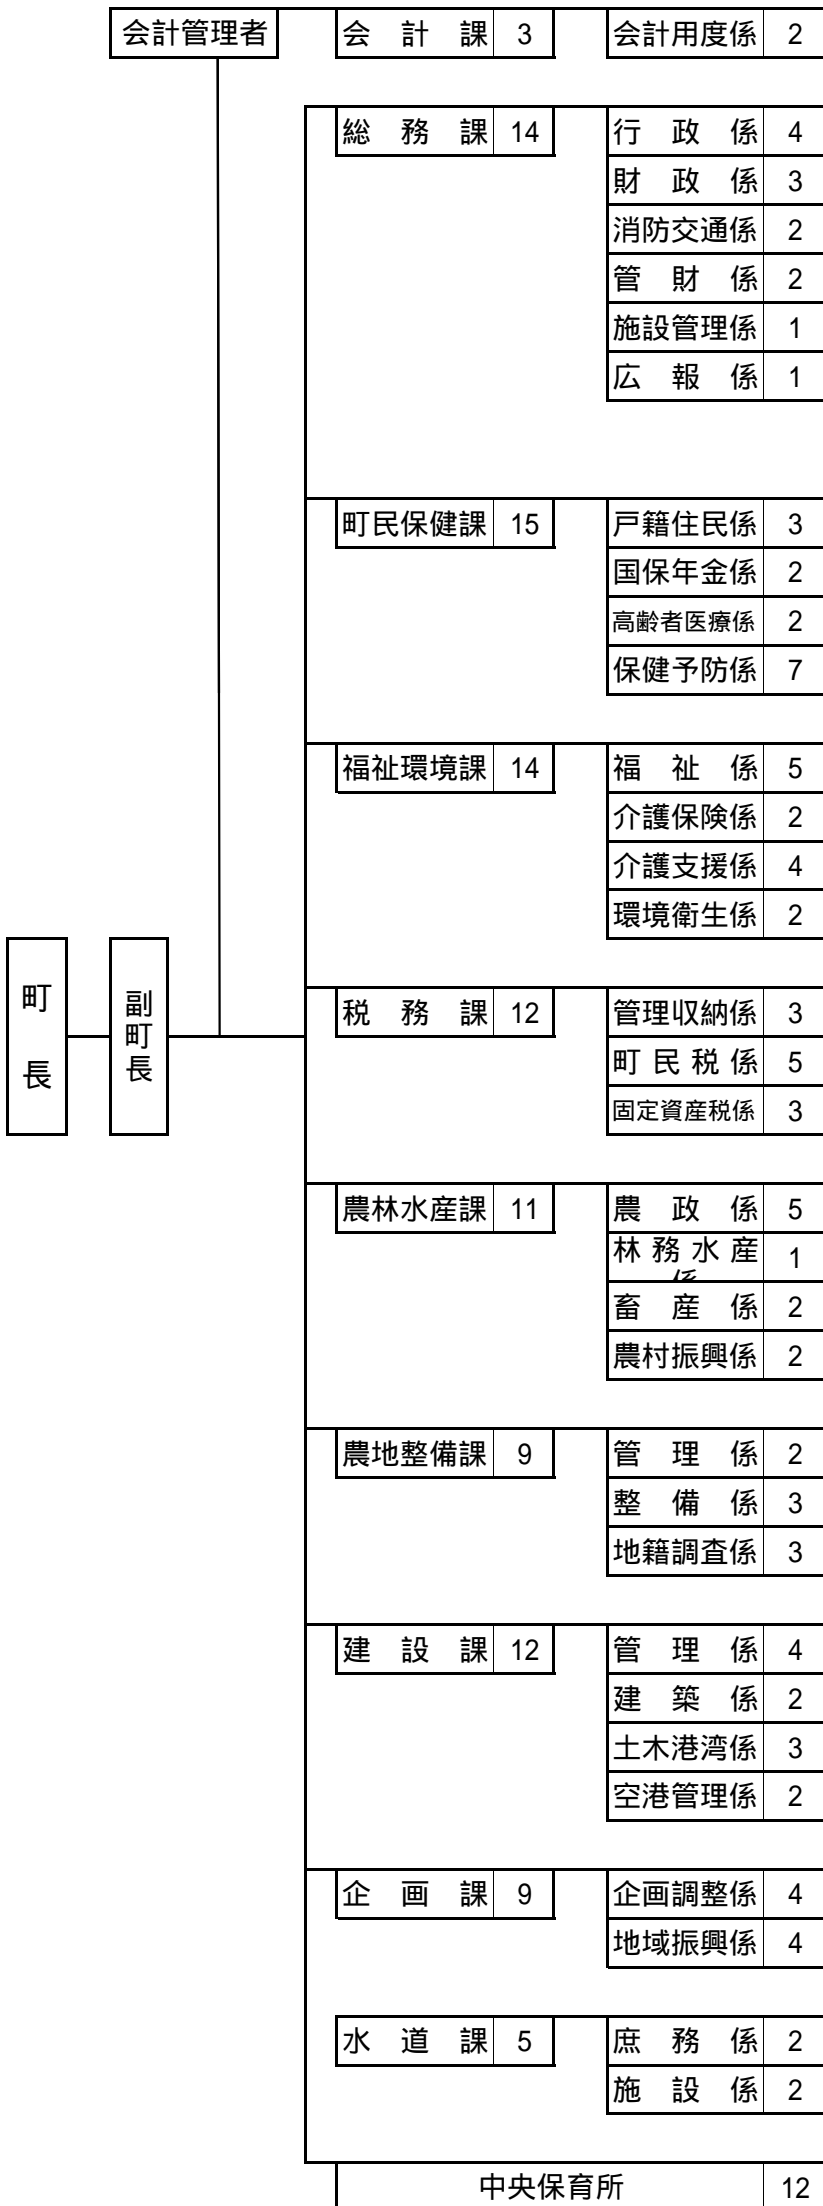 会計管理者 会計課 3 会計用度係 2
総務課 14 行政係 4
財政係 3
消防交通係 2
管財係 2
施設管理係 1
広報係 1
町民保健課 15 戸籍住民係 3
国保年金係 2
高齢者医療係 2
保健予防係 7
福祉環境課 14 福祉係 5
介護保険係 2
介護支援係 4
環境衛生係 2
町長 副町長 税務課 12 管理収納係 3
町民税係 5
固定資産税係 3
農林水産課 11 農政係 5
林務水産係 1
畜産係 2
農村振興係 2
農地整備課 9 管理係 2
整備係 3
地籍調査係 3
建設課 12 管理係 4
建築係 2
土木港湾係 3
空港管理係 2
企画課 9 企画調整係 4
地域振興係 4
水道課 5 庶務係 2
施設係 2
中央保育所 12